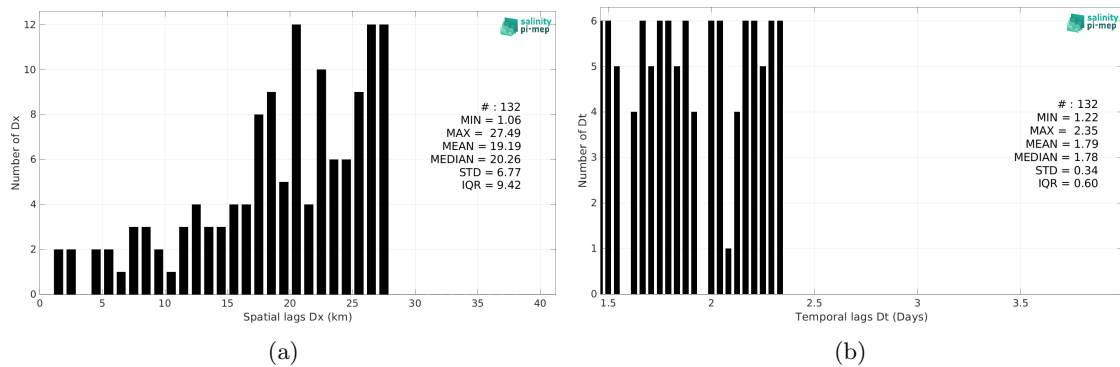 12
10
8
6
4
2
0
Number of Dx
salinity
pi-mep
# : 132
MIN = 1.06
MAX = 27.49
MEAN = 19.19
MEDIAN = 20.26
STD = 6.77
IQR = 9.42
0 5 10 15 20 25 30 35 40
Spatial lags Dx (km)
(a)
6
5
4
3
2
1
0
Number of Dt
salinity
pi-mep
# : 132
MIN = 1.22
MAX = 2.35
MEAN = 1.79
MEDIAN = 1.78
STD = 0.34
IQR = 0.60
1.5 2 2.5 3 3.5
Temporal lags Dt (Days)
(b)